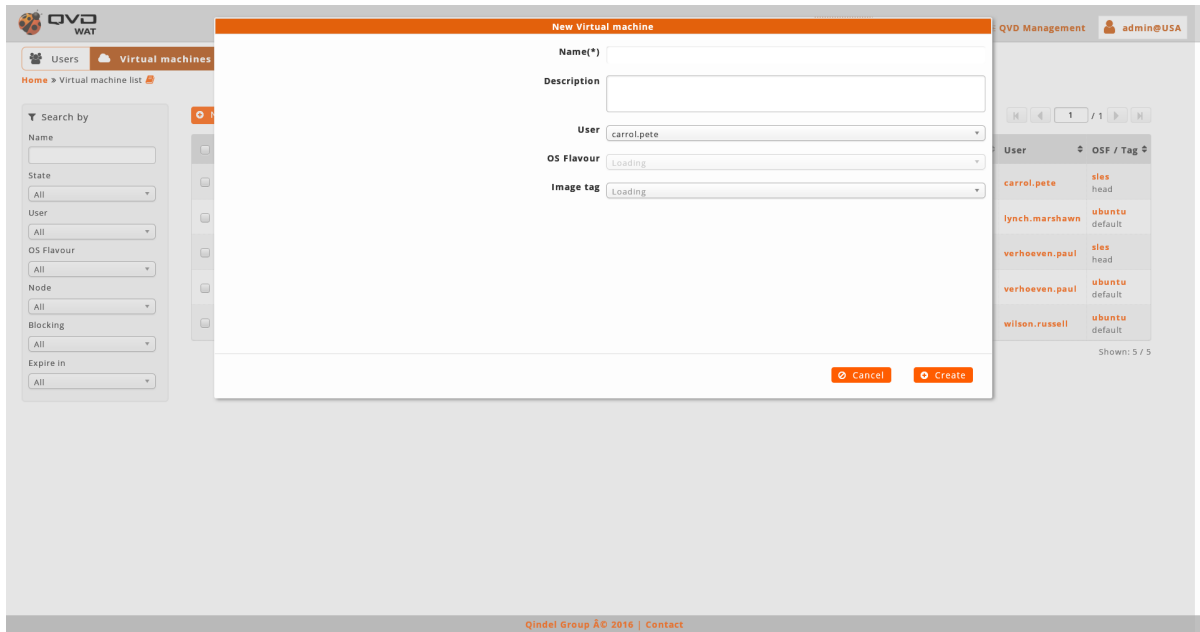 QVD
WAT
New Virtual machine
QVD Management
admin@USA
Users
Virtual machines
Home » Virtual machine list
Name(*)
Description
User
carrol.pete
OS Flavour
Loading
Image tag
Loading
Cancel
Create
Search by
Name
State
All
User
All
OS Flavour
All
Node
All
Blocking
All
Expire in
All
1 / 1
User
OSF / Tag
carrol.pete
sles
head
lynch.marshawn
ubuntu
default
verhoeven.paul
sles
head
verhoeven.paul
ubuntu
default
wilson.russell
ubuntu
default
Shown: 5 / 5
Qindel Group Â© 2016 | Contact